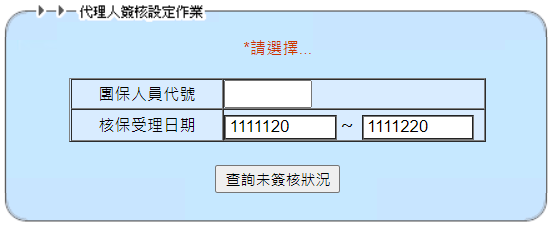 代理人簽核設定作業
*請選擇...
團保人員代號
核保受理日期 1111120 ~ 1111220
查詢未簽核狀況